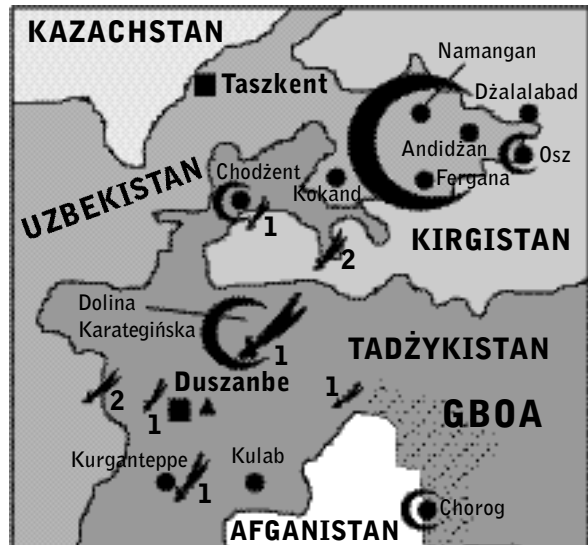 KAZACHSTAN
Namangan
Taszkent
Dżalalabad
Andidżan
Osz
Chodżent
Kokand
Fergana
UZBEKISTAN
1
KIRGISTAN
2
Dolina
Karategińska
1
TADŻYKISTAN
Duszanbe
1
2
1
GBOA
Kurganteppe
Kulab
1
Chorog
AFGANISTAN